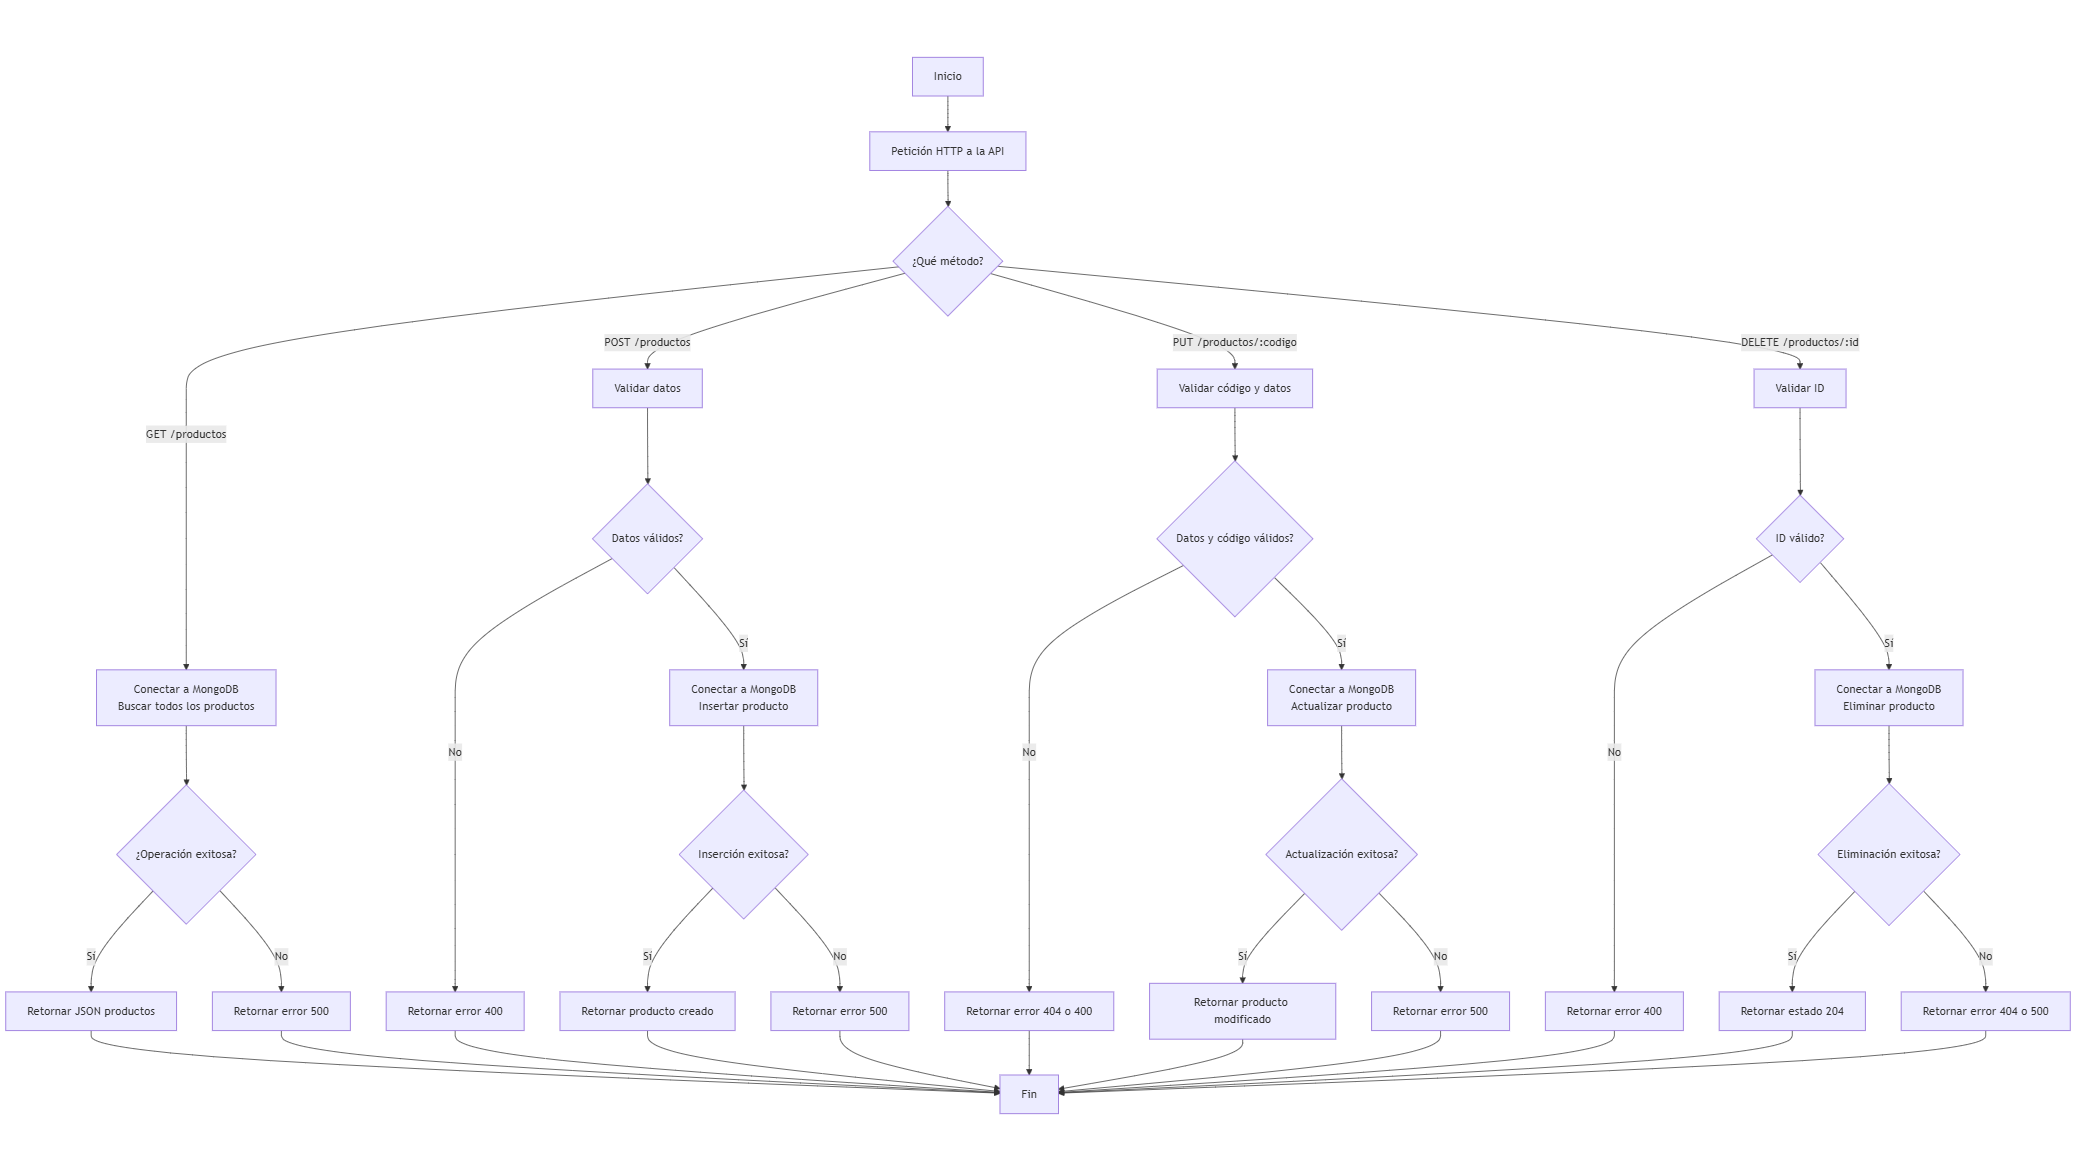 Inicio
Petición HTTP a la API
¿Qué método?
POST /productos
PUT /productos/:codigo
DELETE /productos/:id
Validar datos
Validar código y datos
Validar ID
GET /productos
Datos válidos?
Datos y código válidos?
ID válido?
Sí
Sí
Sí
Conectar a MongoDB
Buscar todos los productos
Conectar a MongoDB
Insertar producto
Conectar a MongoDB
Actualizar producto
Conectar a MongoDB
Eliminar producto
No
No
No
¿Operación exitosa?
Inserción exitosa?
Actualización exitosa?
Eliminación exitosa?
Sí
No
Sí
No
Sí
No
Sí
No
Retornar JSON productos
Retornar error 500
Retornar error 400
Retornar producto creado
Retornar error 500
Retornar error 404 o 400
Retornar producto
modificado
Retornar error 500
Retornar error 400
Retornar estado 204
Retornar error 404 o 500
Fin